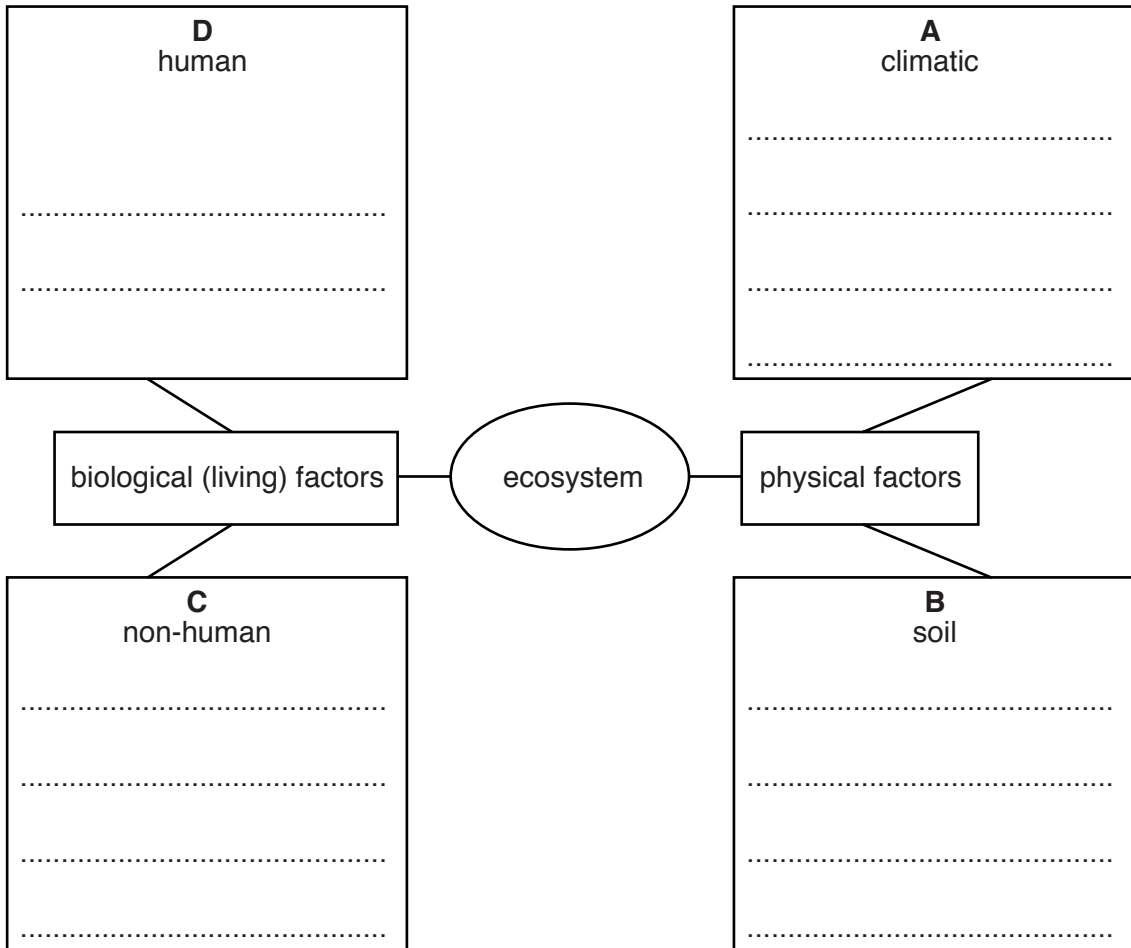 D
human
................................................
................................................
A
climatic
................................................
................................................
................................................
................................................
biological (living) factors
ecosystem
physical factors
C
non-human
................................................
................................................
................................................
................................................
B
soil
................................................
................................................
................................................
................................................